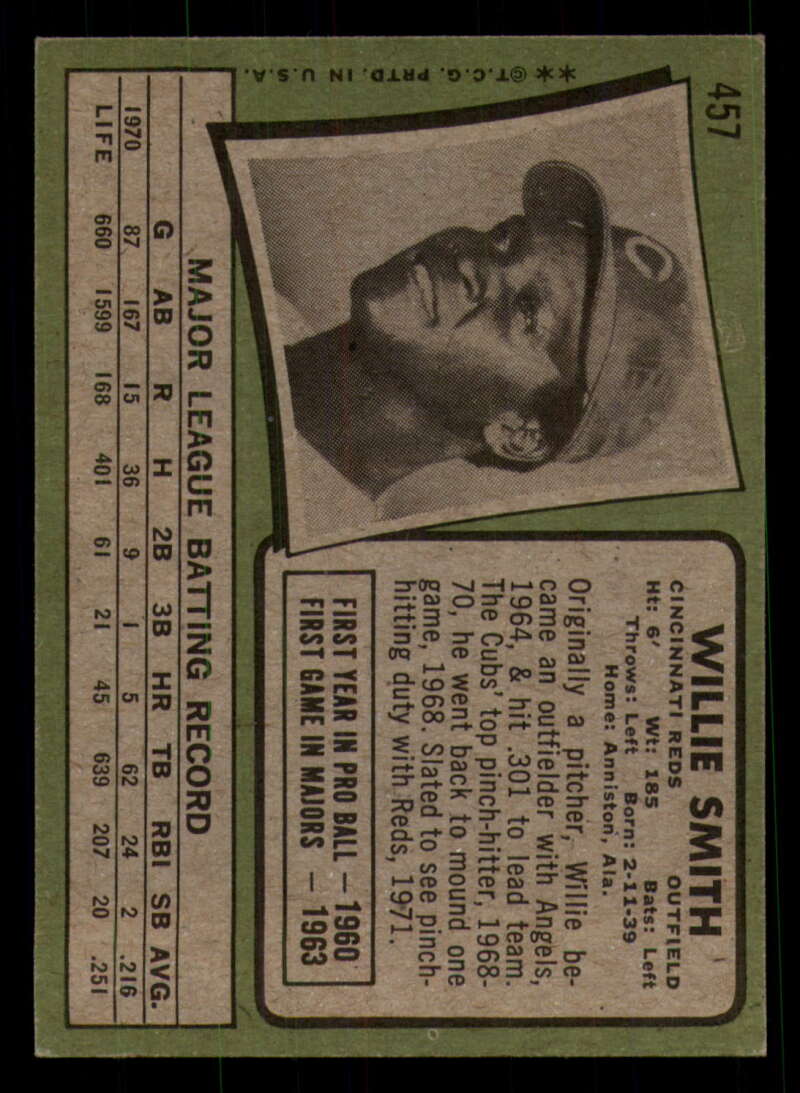 457
WILLIE SMITH
CINCINNATI REDS OUTFIELD
Ht: 6' Wt: 185 Bats: Left
Throws: Left Born: 2-11-39
Home: Anniston, Ala.
Originally a pitcher, Willie be-
came an outfielder with Angels,
1964, & hit .301 to lead team.
The Cubs' top pinch-hitter, 1968-
70, he went back to mound one
game, 1968. Slated to see pinch-
hitting duty with Reds, 1971.
FIRST YEAR IN PRO BALL — 1960
FIRST GAME IN MAJORS — 1963
C
MAJOR LEAGUE BATTING RECORD
G AB R H 2B 3B HR TB RBI SB AVG.
1970 87 167 15 36 9 1 5 62 24 2 .216
LIFE 660 1599 168 401 61 21 45 639 207 20 .251
**©T.C.G. PRTD. IN U.S.A.